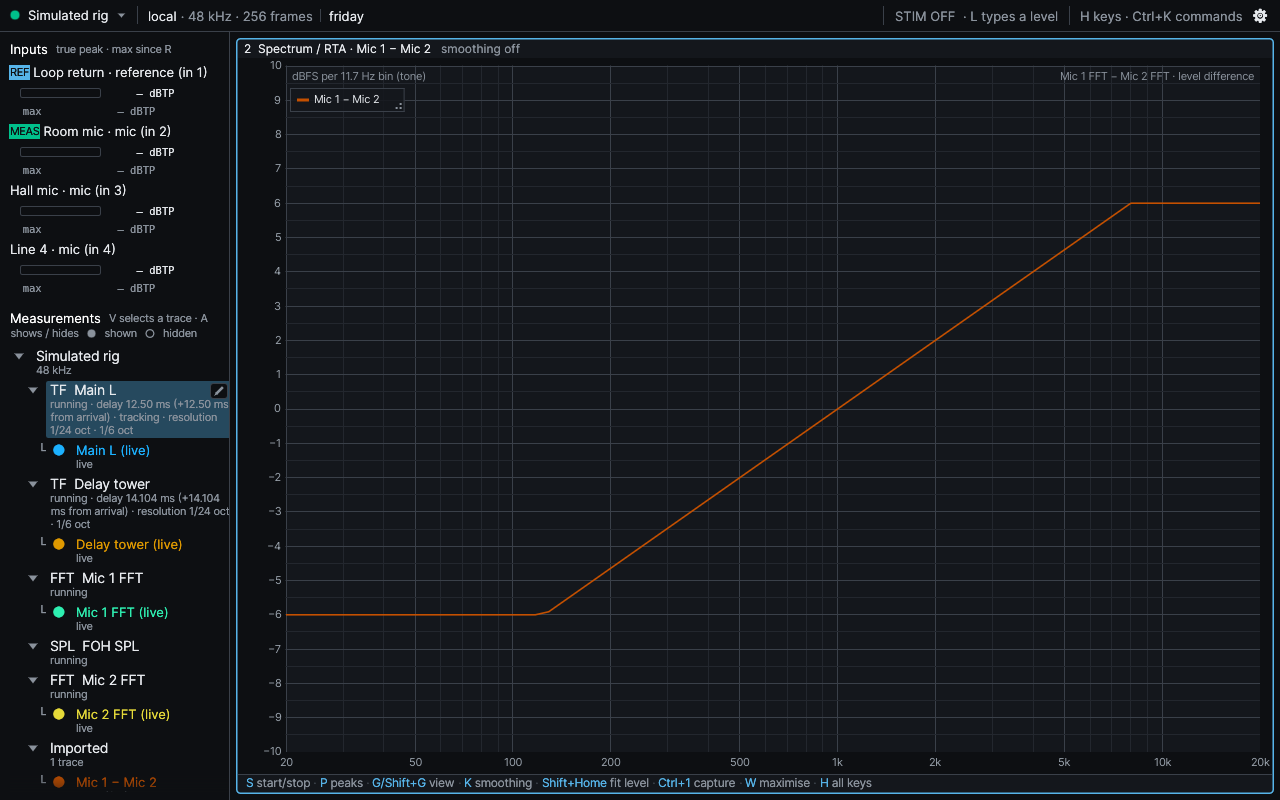 Simulated rig local · 48 kHz · 256 frames friday STIM OFF · L types a level H keys · Ctrl+K commands
Inputs true peak · max since R
REF Loop return · reference (in 1)
– dBTP
max – dBTP
MEAS Room mic · mic (in 2)
– dBTP
max – dBTP
Hall mic · mic (in 3)
– dBTP
max – dBTP
Line 4 · mic (in 4)
– dBTP
max – dBTP
Measurements V selects a trace · A
shows / hides shown hidden
Simulated rig
48 kHz
TF Main L
running · delay 12.50 ms (+12.50 ms
from arrival) · tracking · resolution
1/24 oct · 1/6 oct
Main L (live)
live
TF Delay tower
running · delay 14.104 ms (+14.104
ms from arrival) · resolution 1/24 oct
· 1/6 oct
Delay tower (live)
live
FFT Mic 1 FFT
running
Mic 1 FFT (live)
live
SPL FOH SPL
running
FFT Mic 2 FFT
running
Mic 2 FFT (live)
live
Imported
1 trace
Mic 1 − Mic 2
2 Spectrum / RTA · Mic 1 − Mic 2 smoothing off
dBFS per 11.7 Hz bin (tone) Mic 1 FFT − Mic 2 FFT · level difference
Mic 1 − Mic 2
10
9
8
7
6
5
4
3
2
1
0
−1
−2
−3
−4
−5
−6
−7
−8
−9
−10
20 50 100 200 500 1k 2k 5k 10k 20k
S start/stop · P peaks · G/Shift+G view · K smoothing · Shift+Home fit level · Ctrl+1 capture · W maximise · H all keys